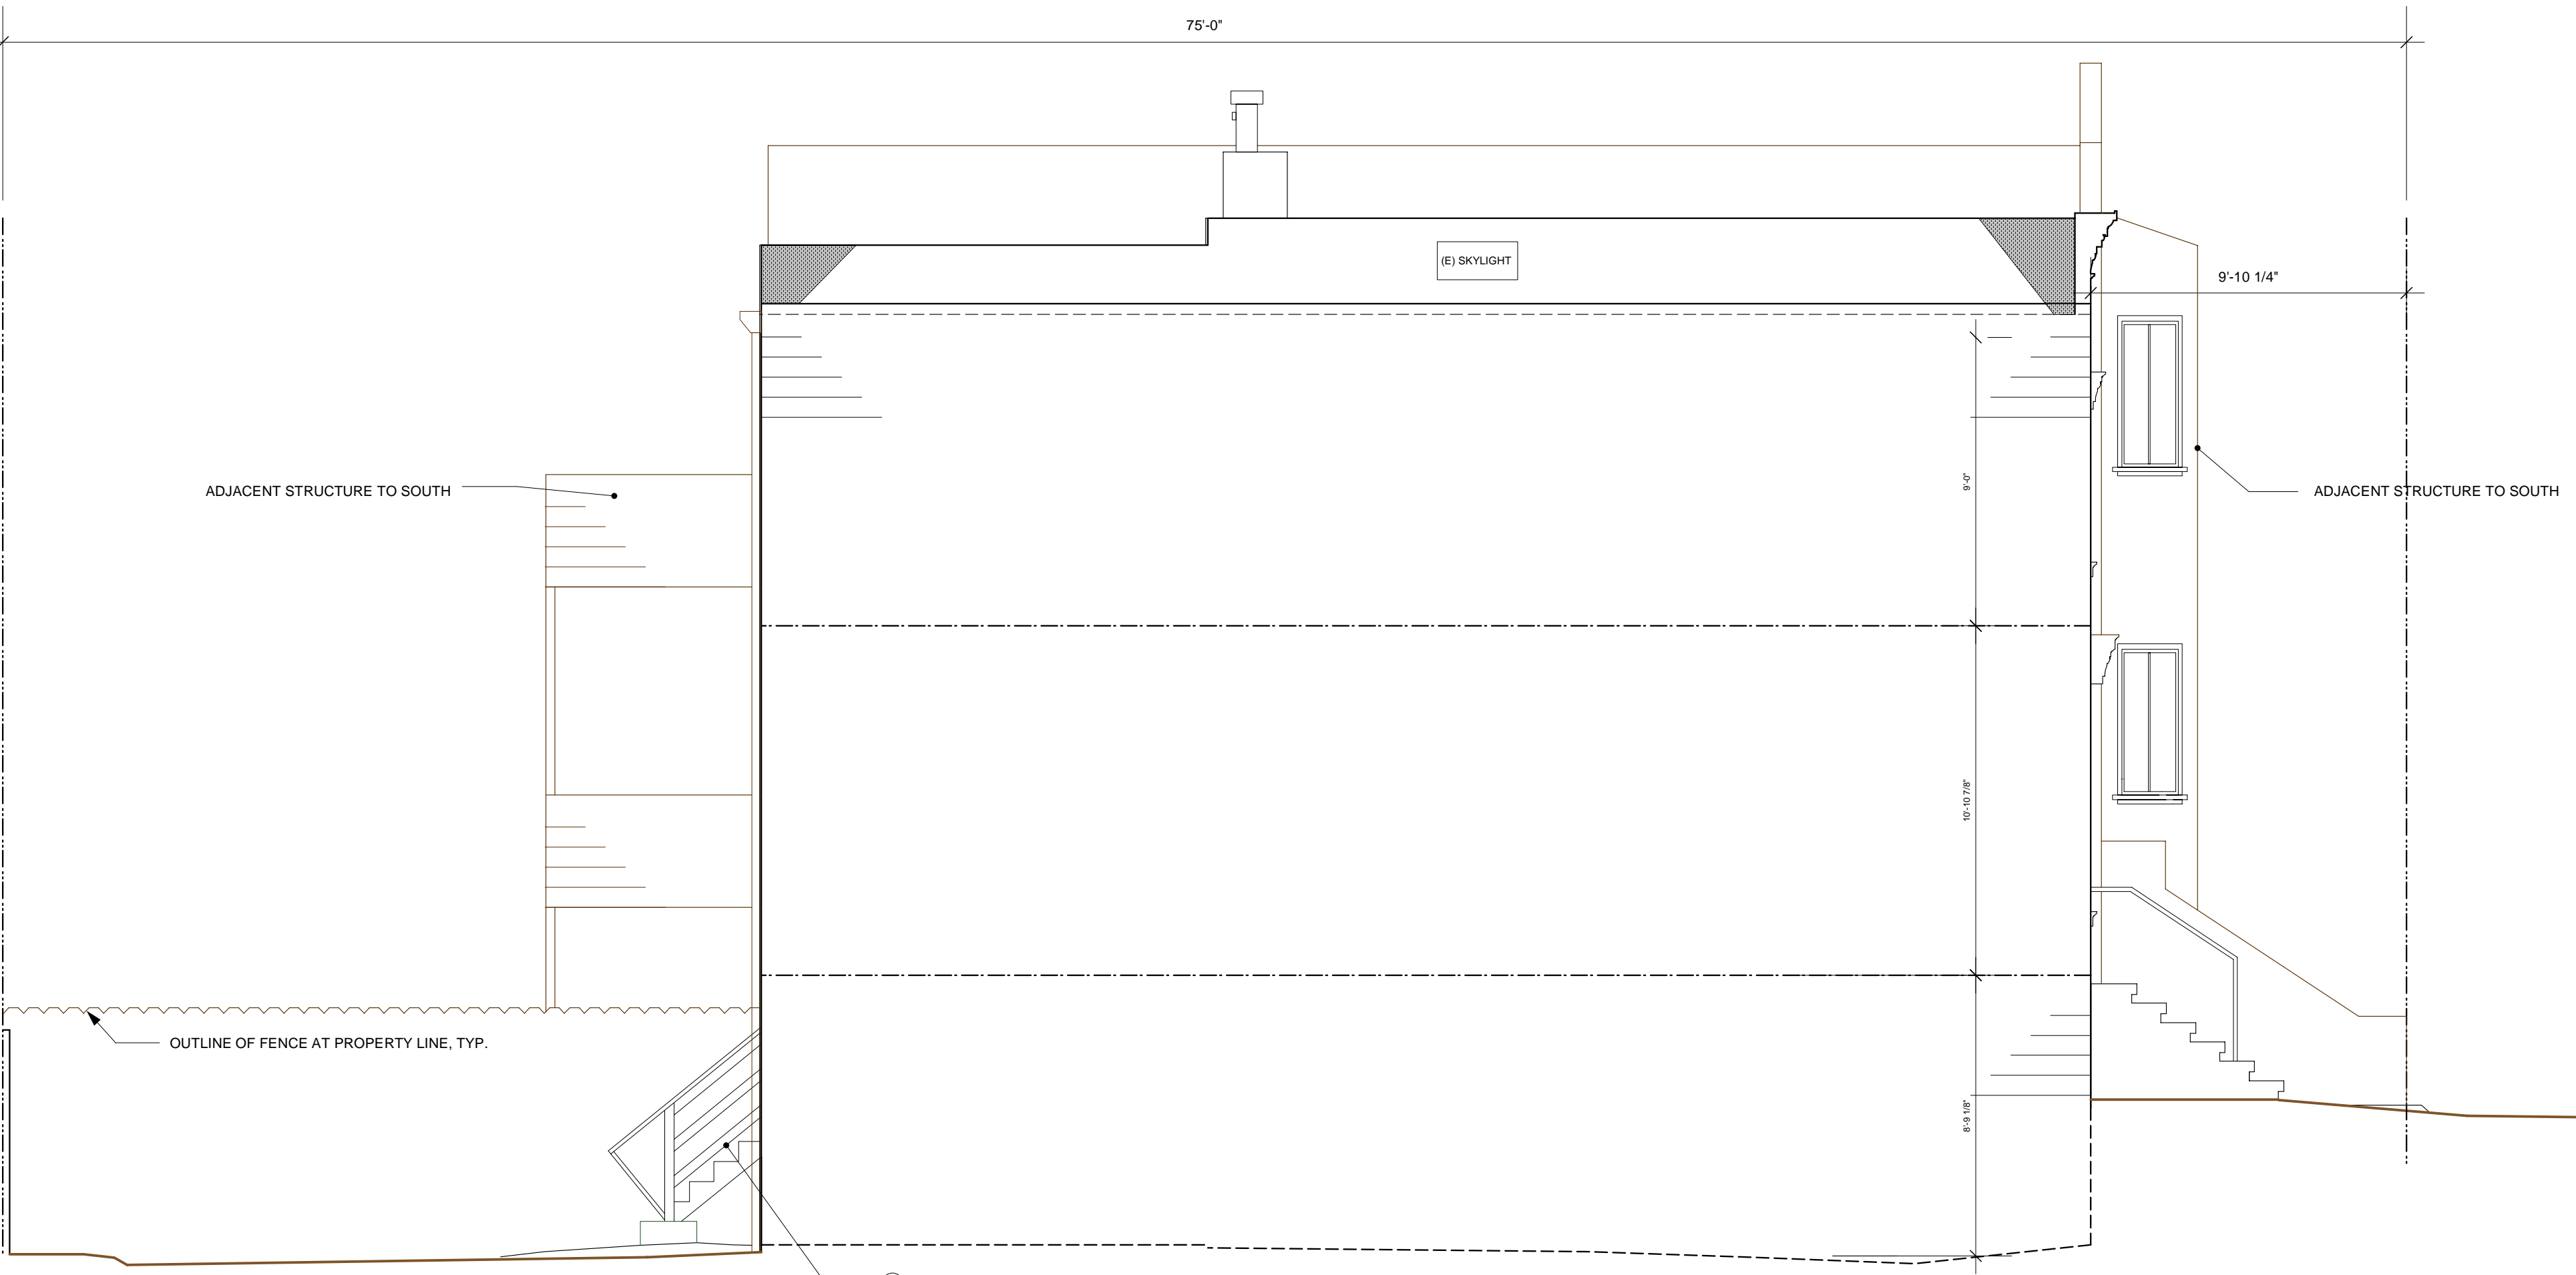 75'-0"
(E) SKYLIGHT
9'-10 1/4"
9'-0"
ADJACENT STRUCTURE TO SOUTH
ADJACENT STRUCTURE TO SOUTH
10'-10 7/8"
OUTLINE OF FENCE AT PROPERTY LINE, TYP.
8'-9 1/8"